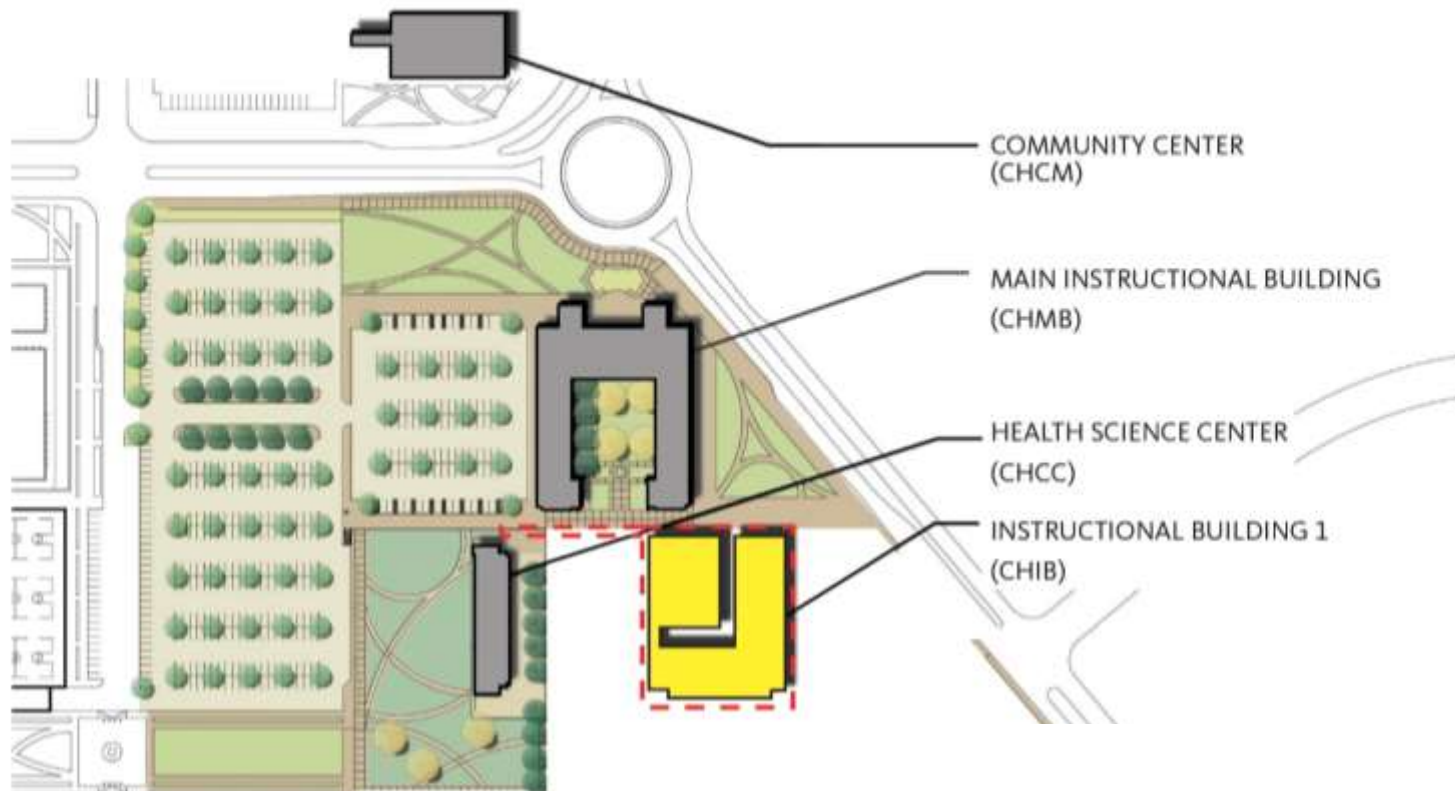 COMMUNITY CENTER
(CHCM)
MAIN INSTRUCTIONAL BUILDING
(CHMB)
HEALTH SCIENCE CENTER
(CHCC)
INSTRUCTIONAL BUILDING 1
(CHIB)